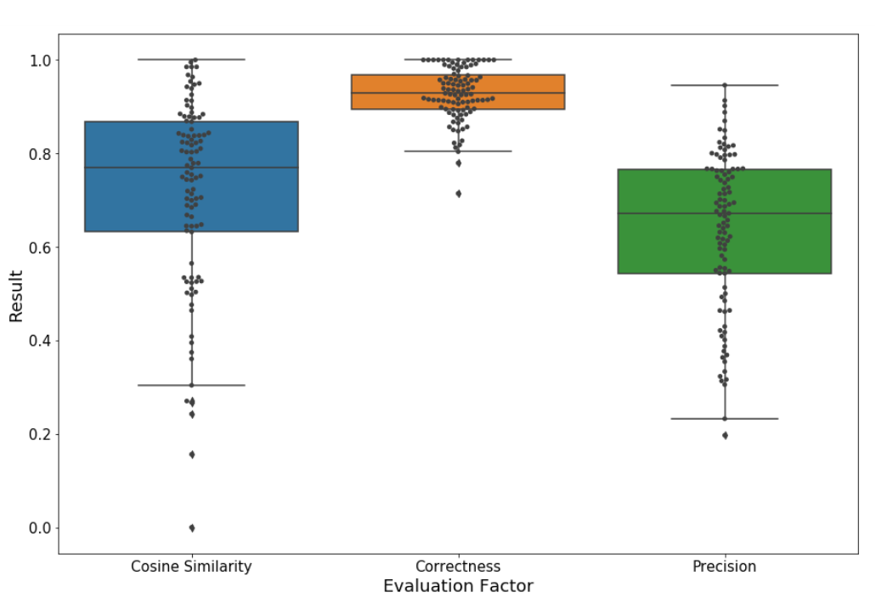 1.0
0.8
0.6
0.4
0.2
0.0
Result
Cosine Similarity
Correctness
Precision
Evaluation Factor